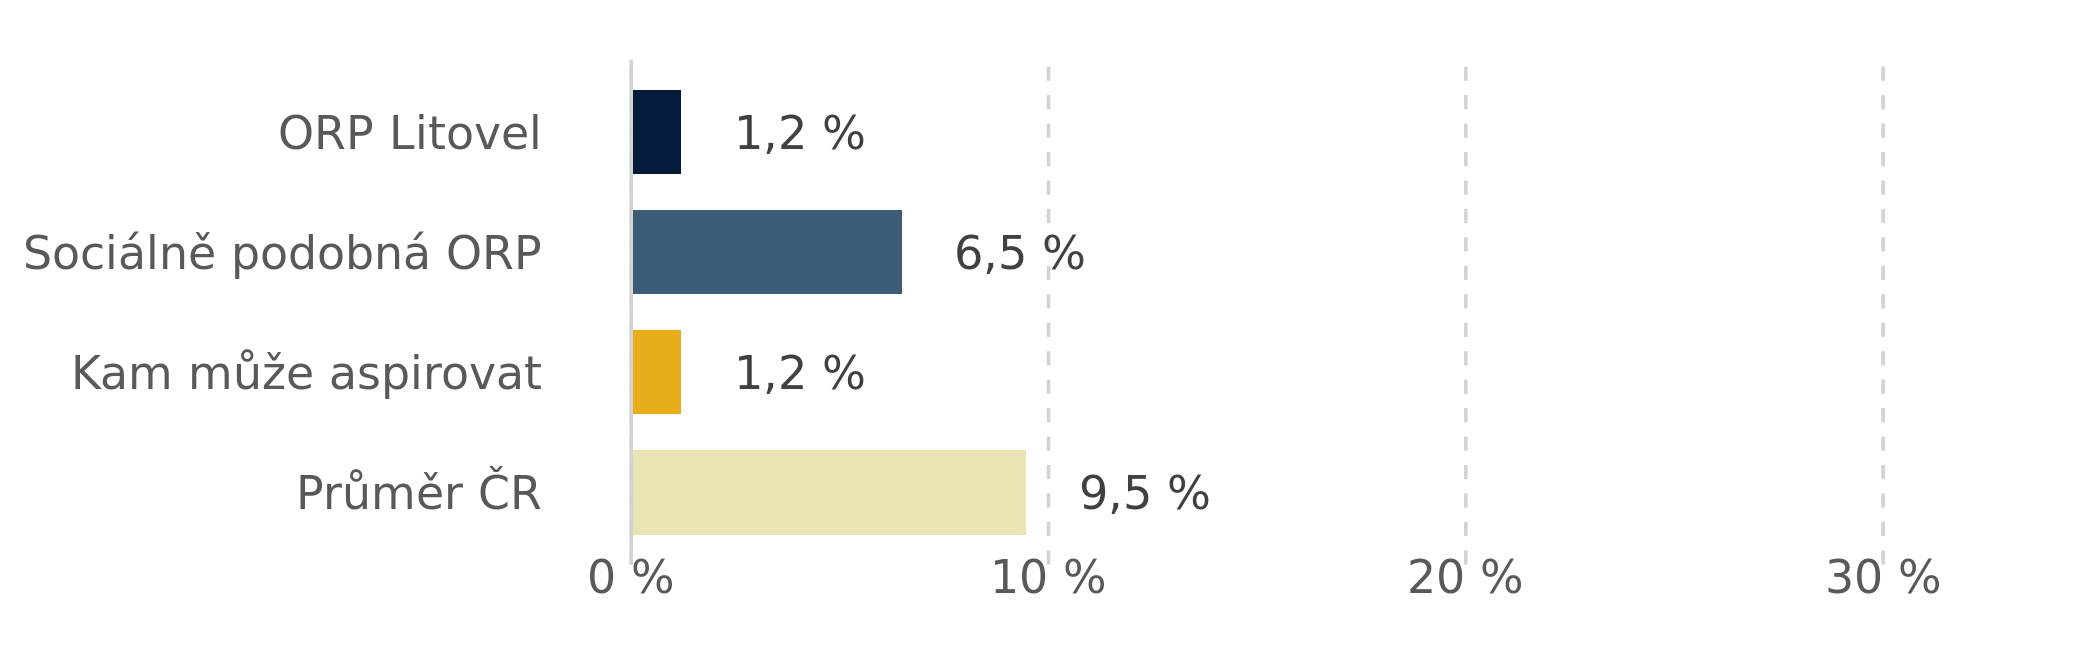 ORP Litovel 1,2 %
Sociálně podobná ORP 6,5 %
Kam může aspirovat 1,2 %
Průměr ČR 9,5 %
0 % 10 % 20 % 30 %